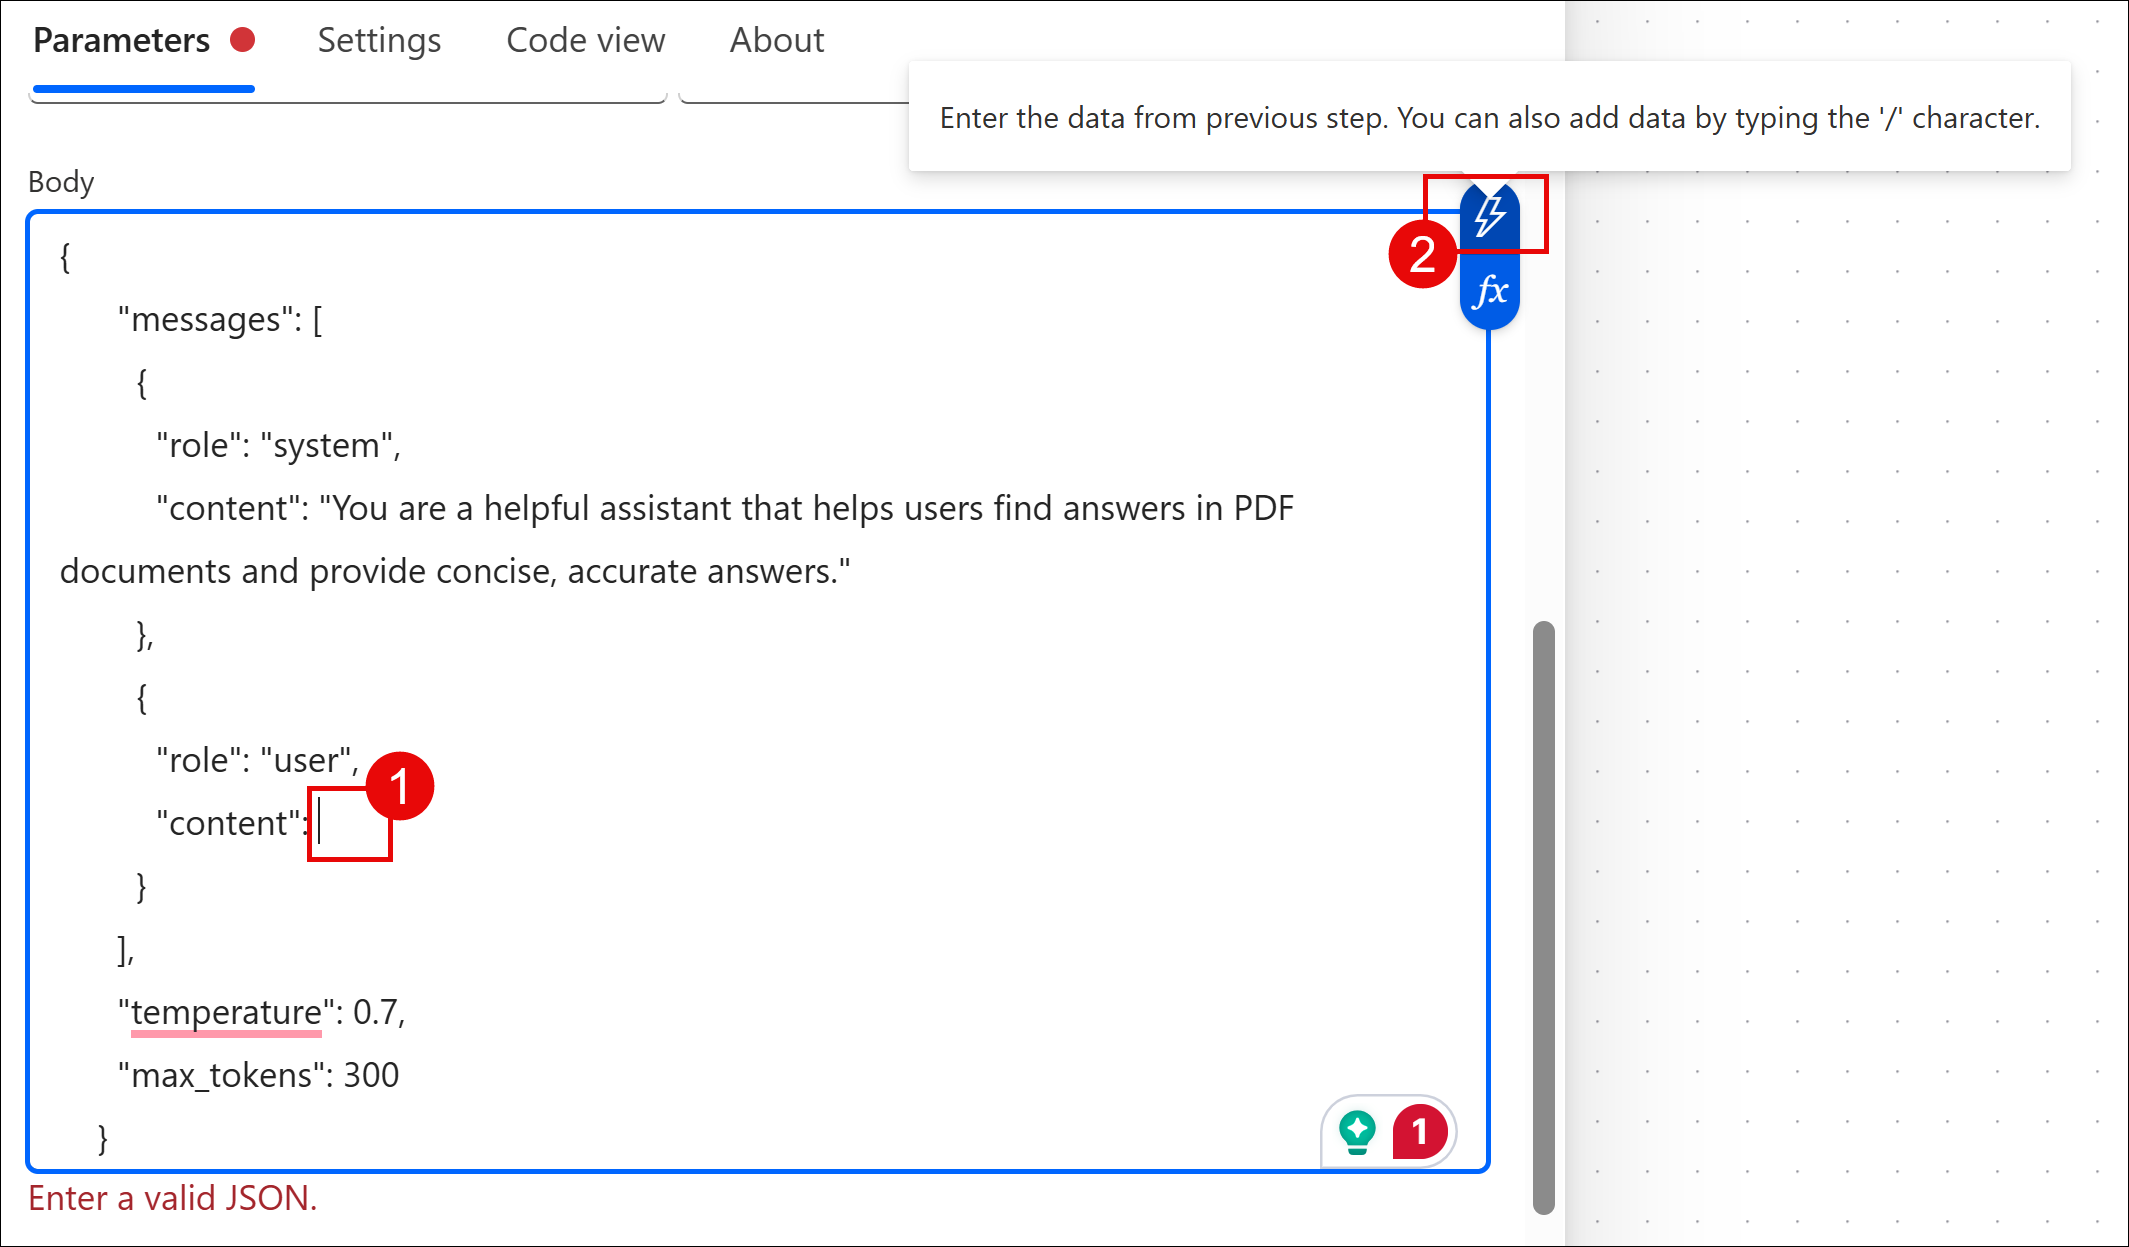 Parameters Settings Code view About
Enter the data from previous step. You can also add data by typing the '/' character.
Body
2
fx
{
"messages": [
{
"role": "system",
"content": "You are a helpful assistant that helps users find answers in PDF
documents and provide concise, accurate answers."
},
{
"role": "user",
1
"content":
}
],
"temperature": 0.7,
"max_tokens": 300
}
1
Enter a valid JSON.